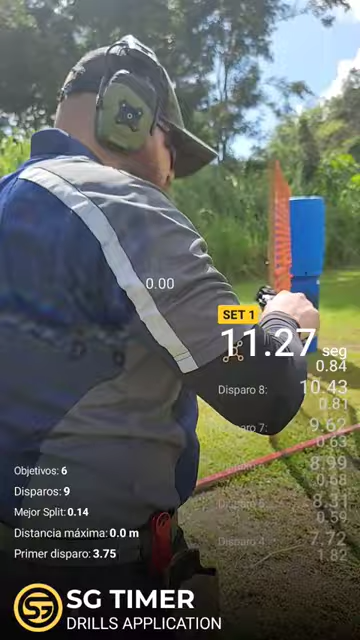 0.00
SET 1
11.27 seg
0.84
Disparo 8: 10.43
0.81
Disparo 7: 9.62
0.63
8.99
0.68
8.31
0.59
Disparo 4: 7.72
1.82
Objetivos: 6
Disparos: 9
Mejor Split: 0.14
Distancia máxima: 0.0 m
Primer disparo: 3.75
SG TIMER
DRILLS APPLICATION